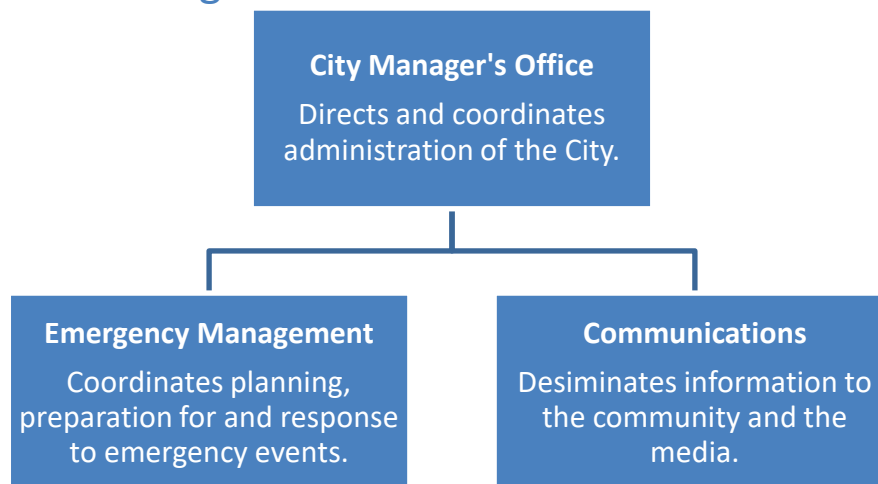 City Manager's Office
Directs and coordinates
administration of the City.
Emergency Management
Coordinates planning,
preparation for and response
to emergency events.
Communications
Desiminates information to
the community and the
media.